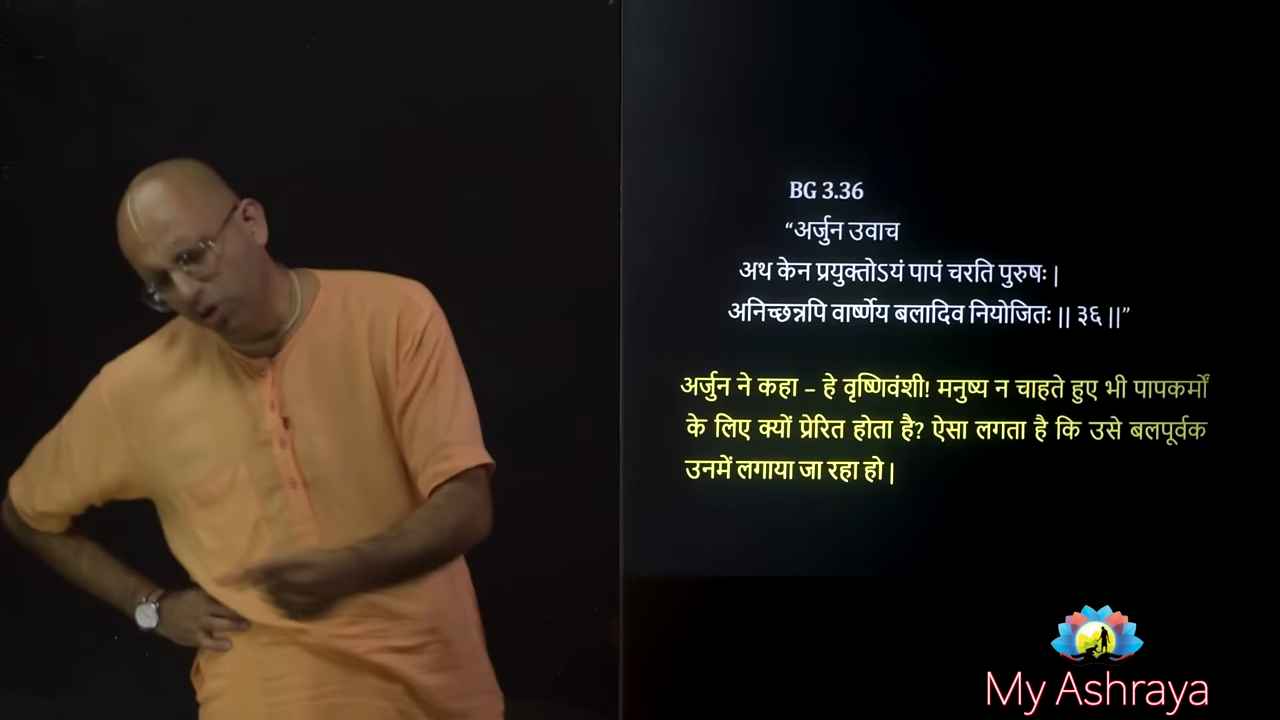 BG 3.36
“अर्जुन उवाच
अथ केन प्रयुक्तोऽयं पापं चरति पुरुषः |
अनिच्छन्नपि वार्ष्णेय बलादिव नियोजितः || ३६ ||”
अर्जुन ने कहा – हे वृष्णिवंशी! मनुष्य न चाहते हुए भी पापकर्मों
के लिए क्यों प्रेरित होता है? ऐसा लगता है कि उसे बलपूर्वक
उनमें लगाया जा रहा हो |
My Ashraya